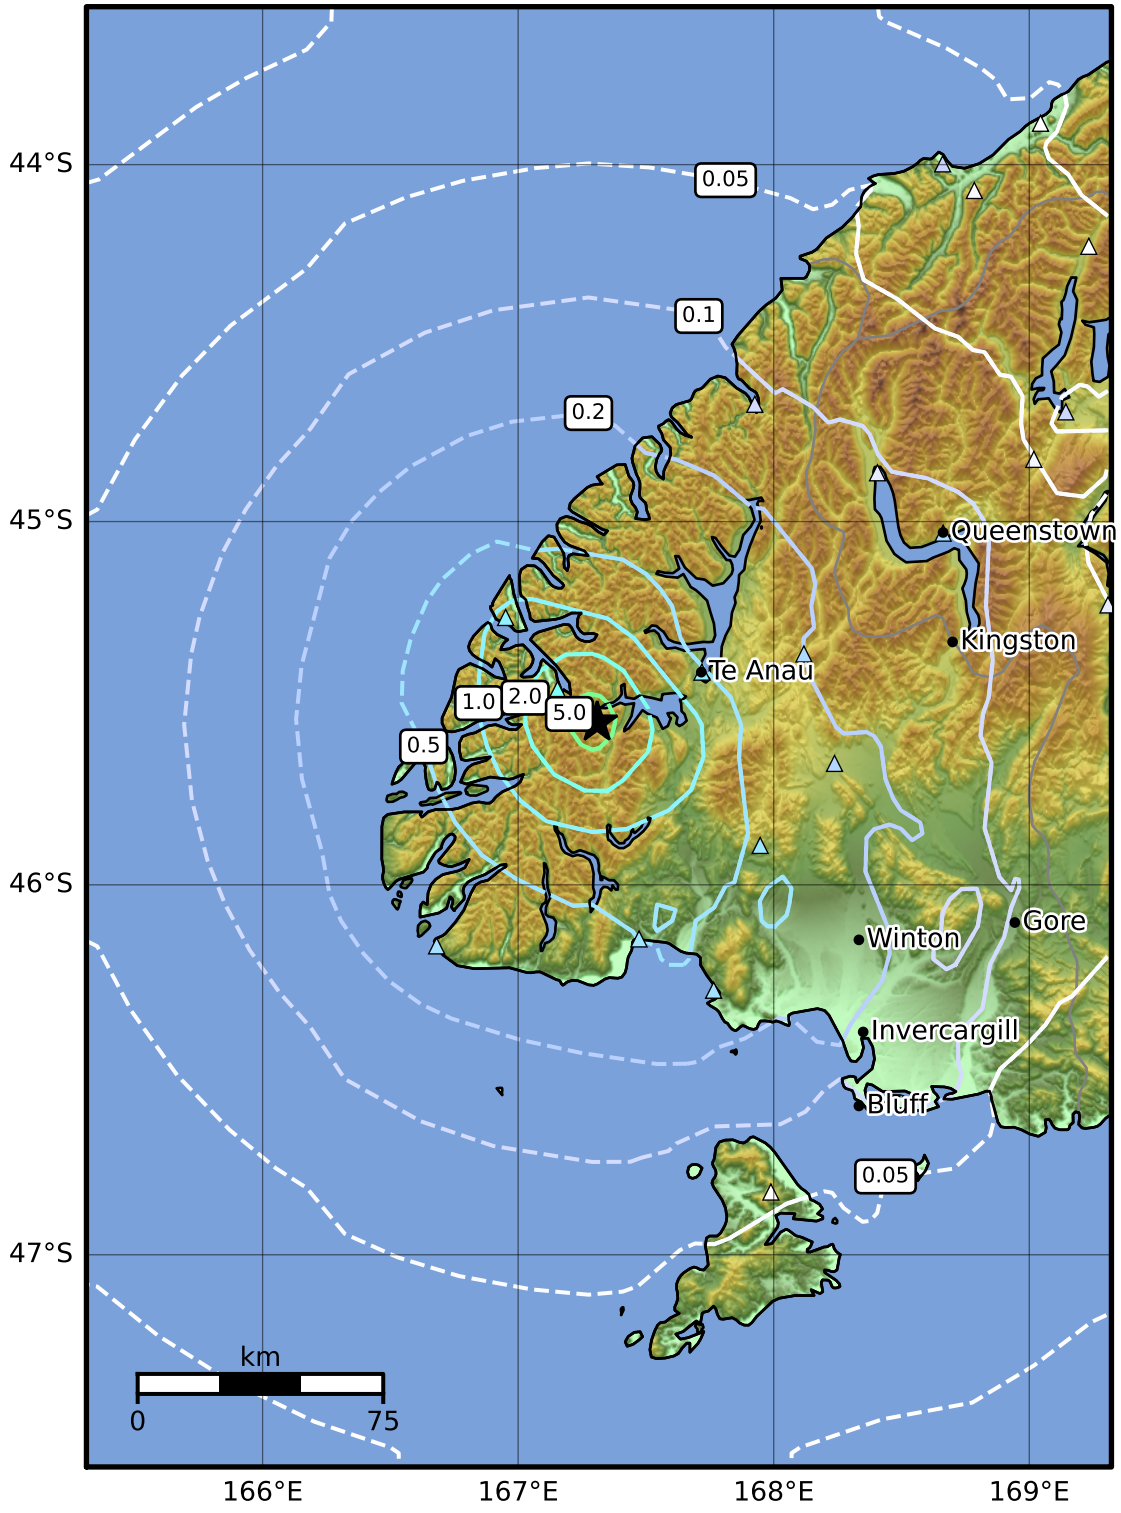 44°S
0.05
0.1
0.2
45°S
Queenstown
Kingston
Te Anau
1.0
2.0
5.0
0.5
46°S
Gore
Winton
Invercargill
Bluff
0.05
47°S
km
0
75
166°E
167°E
168°E
169°E